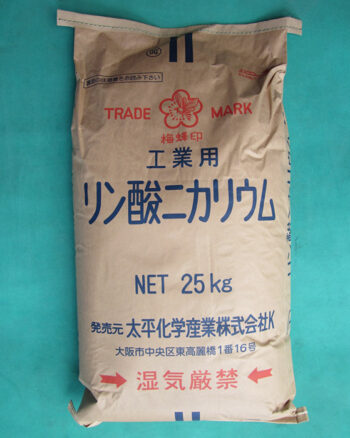 TRADE MARK
梅蜂印
工業用
リン酸二カリウム
NET 25kg
発売元 太平化学産業株式会社K
大阪市中央区東高麗橋1番16号
湿気厳禁